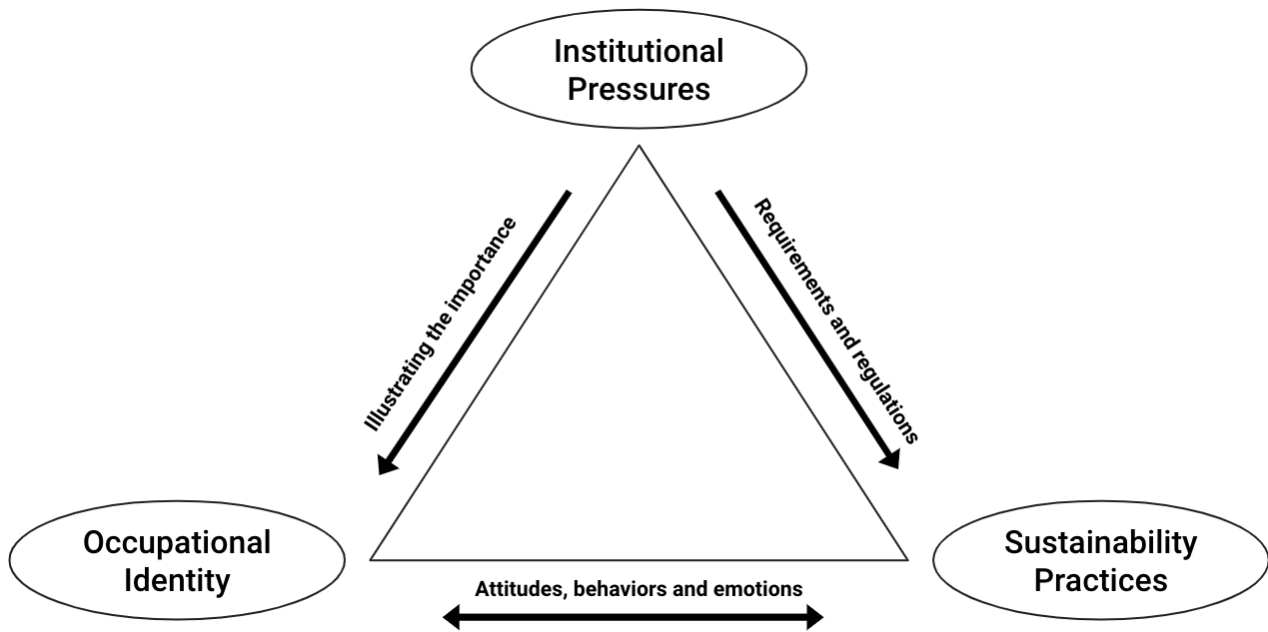 Institutional
Pressures
Illustrating the importance
Requirements and regulations
Occupational
Identity
Sustainability
Practices
Attitudes, behaviors and emotions